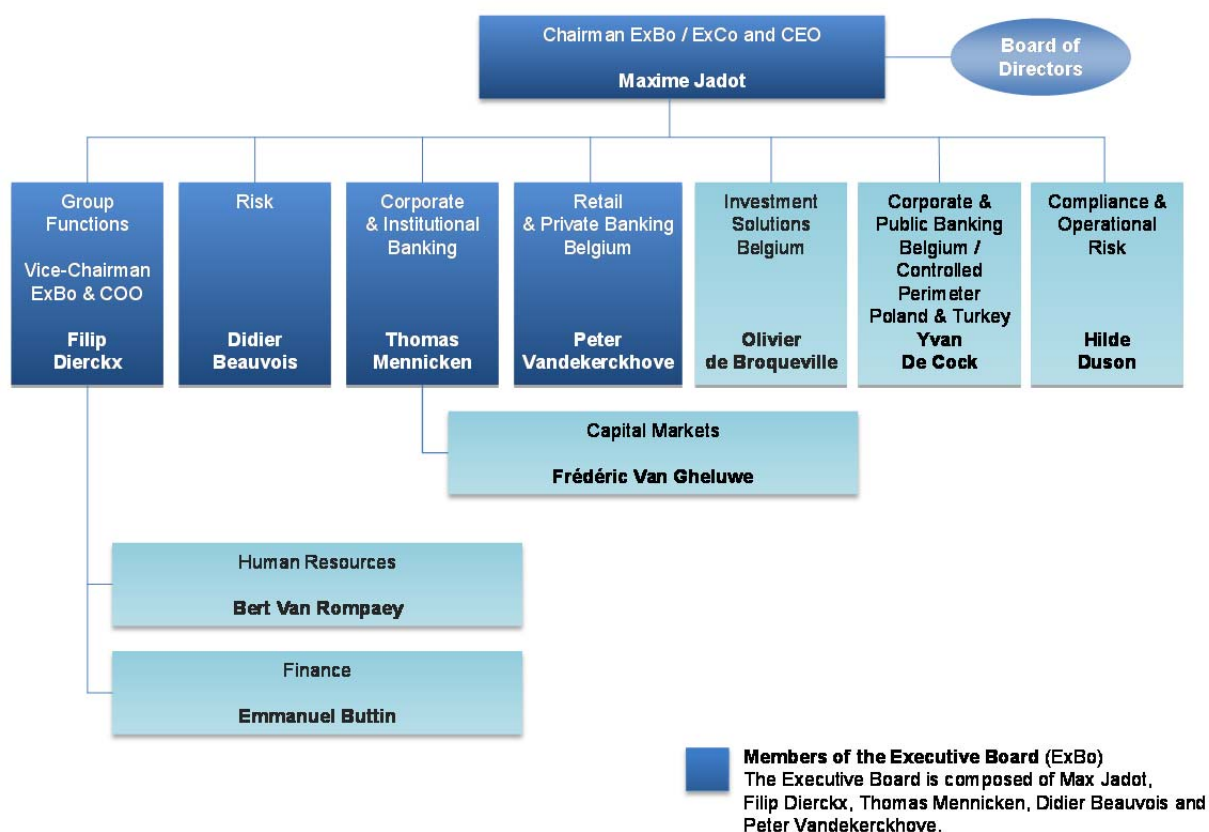 Chairman ExBo / ExCo and CEO
Maxime Jadot
Board of
Directors
Group
Functions
Vice-Chairman
ExBo & COO
Filip
Dierckx
Risk
Didier
Beauvois
Corporate
& Institutional
Banking
Thomas
Mennicken
Retail
& Private Banking
Belgium
Peter
Vandekerckhove
Investment
Solutions
Belgium
Olivier
de Broqueville
Corporate &
Public Banking
Belgium /
Controlled
Perimeter
Poland & Turkey
Yvan
De Cock
Compliance &
Operational
Risk
Hilde
Duson
Capital Markets
Frédéric Van Gheluwe
Human Resources
Bert Van Rompaey
Finance
Emmanuel Buttin
Members of the Executive Board (ExBo)
The Executive Board is composed of Max Jadot,
Filip Dierckx, Thomas Mennicken, Didier Beauvois and
Peter Vandekerckhove.